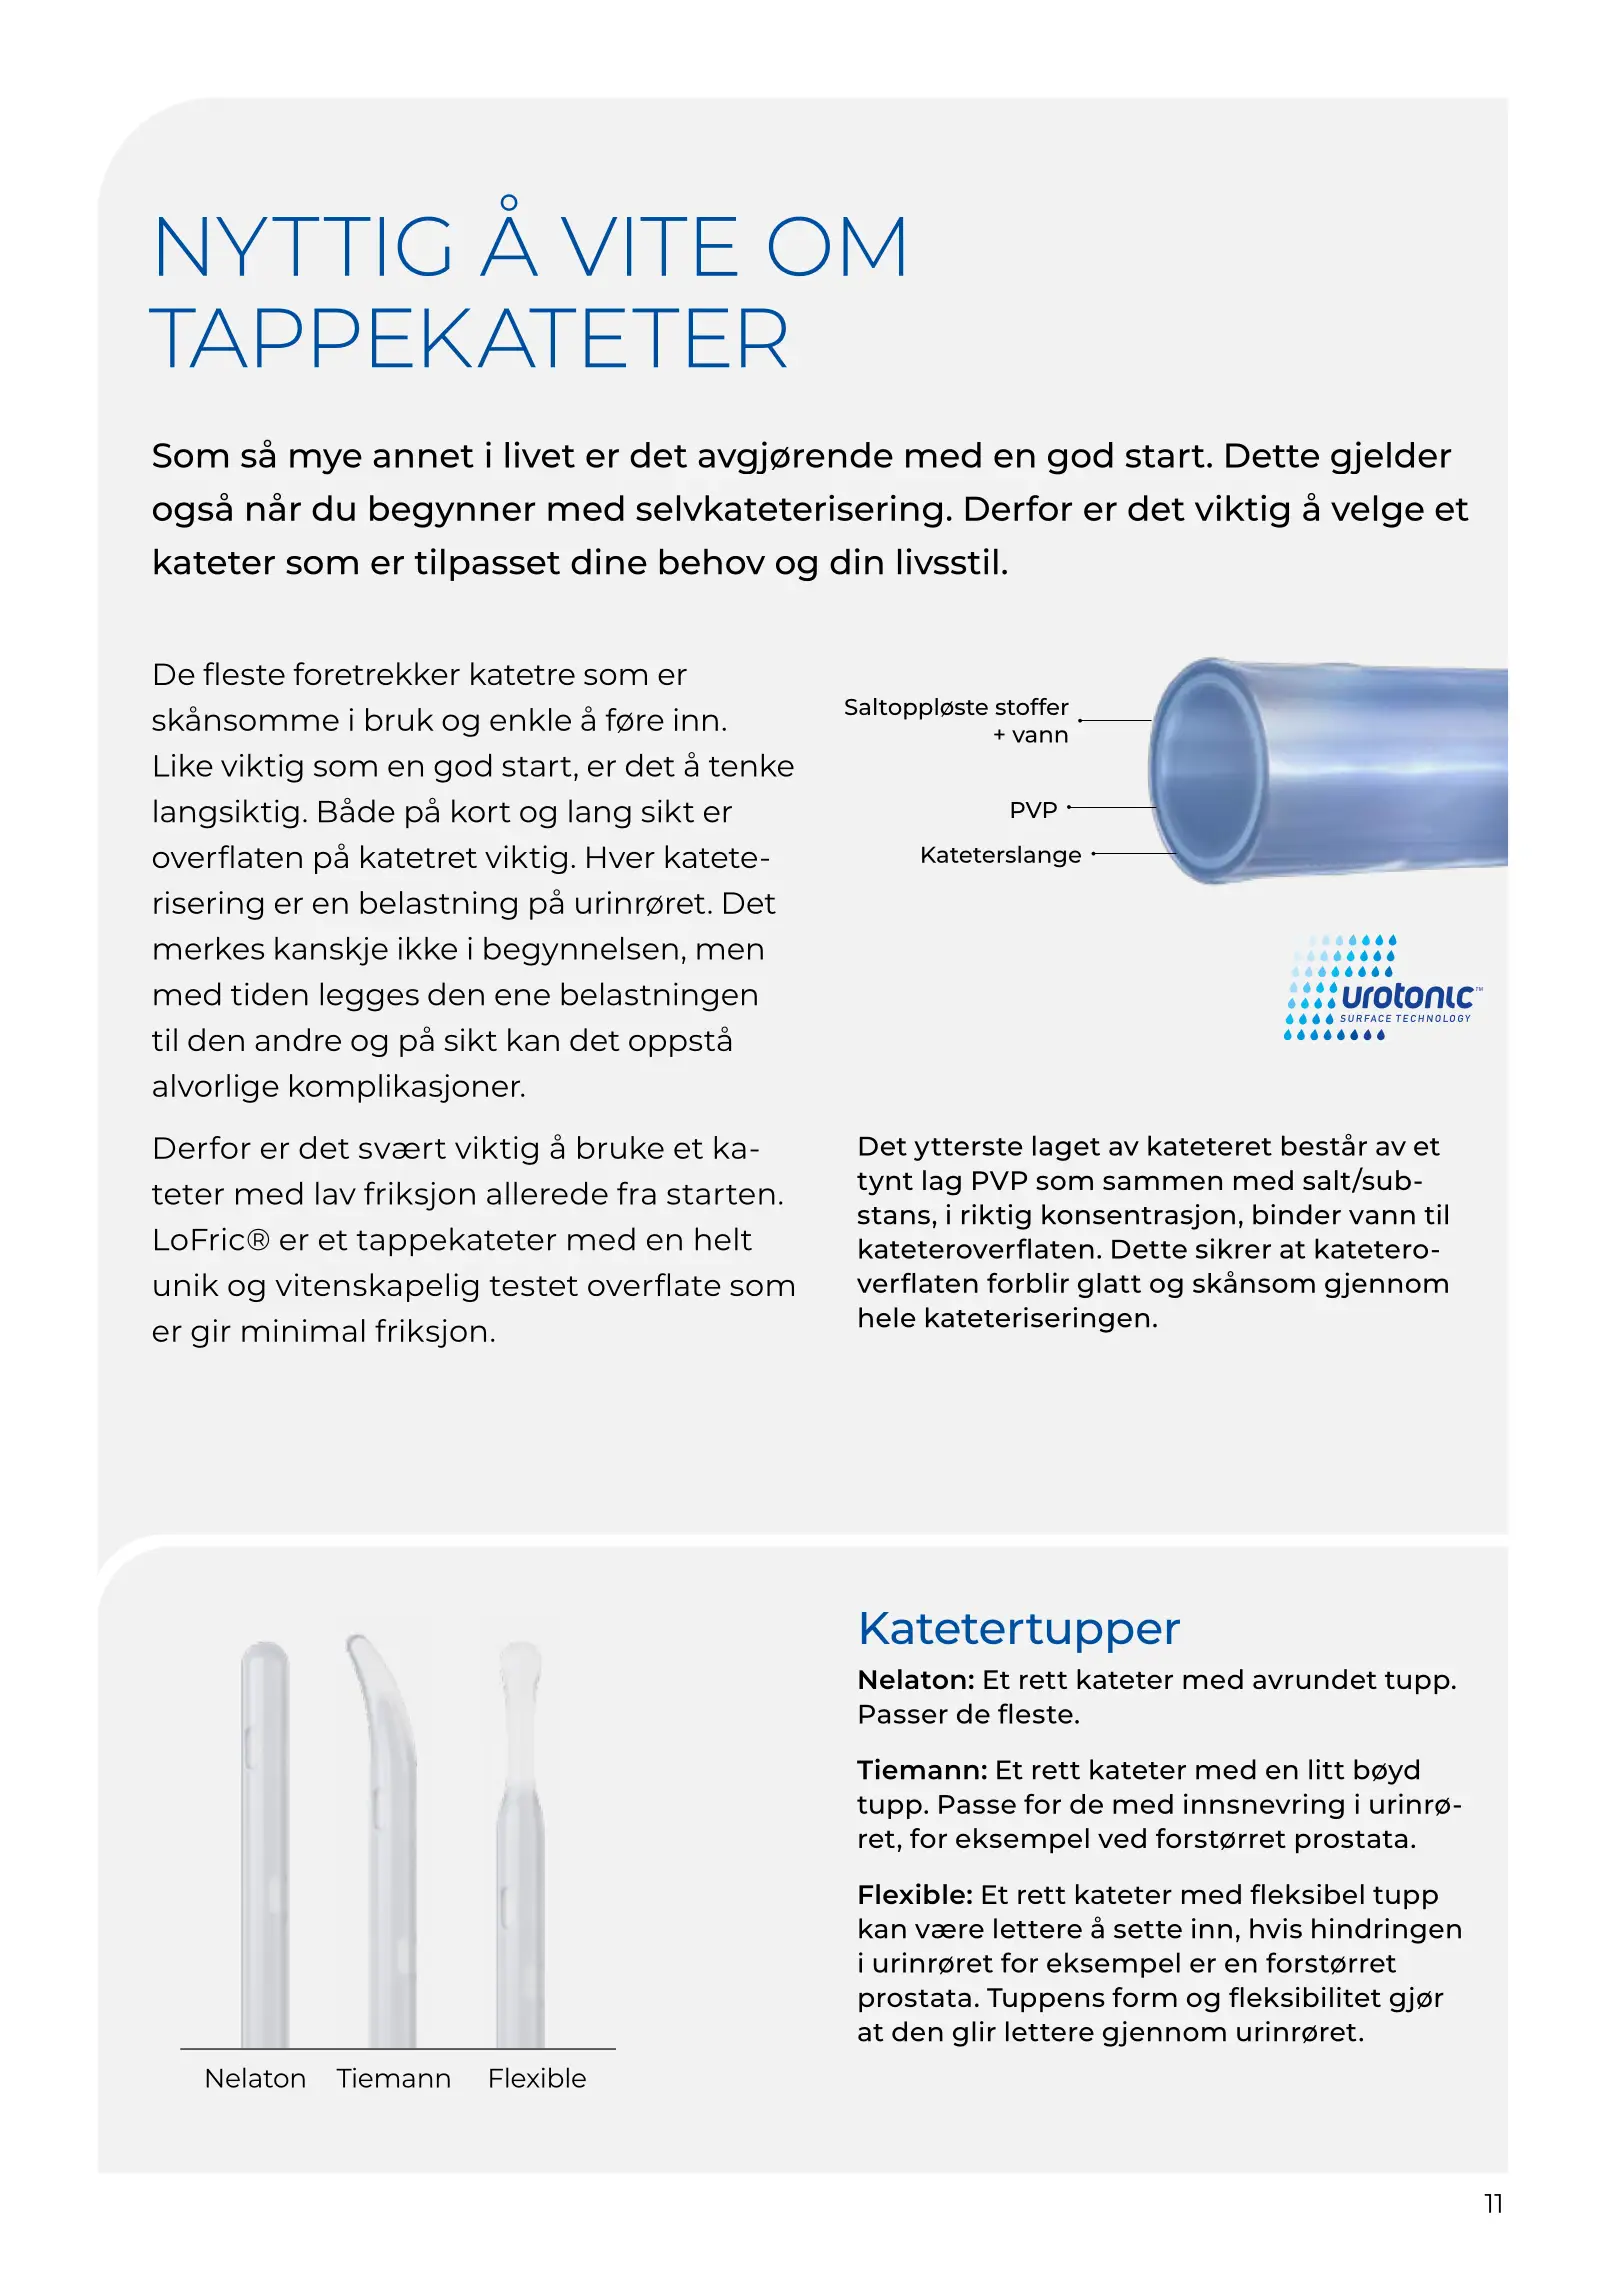 NYTTIG Å VITE OM
TAPPEKATETER
Som så mye annet i livet er det avgjørende med en god start. Dette gjelder
også når du begynner med selvkateterisering. Derfor er det viktig å velge et
kateter som er tilpasset dine behov og din livsstil.
De fleste foretrekker katetre som er
skånsomme i bruk og enkle å føre inn.
Like viktig som en god start, er det å tenke
langsiktig. Både på kort og lang sikt er
overflaten på katetret viktig. Hver katete-
risering er en belastning på urinrøret. Det
merkes kanskje ikke i begynnelsen, men
med tiden legges den ene belastningen
til den andre og på sikt kan det oppstå
alvorlige komplikasjoner.
Derfor er det svært viktig å bruke et ka-
teter med lav friksjon allerede fra starten.
LoFric® er et tappekateter med en helt
unik og vitenskapelig testet overflate som
er gir minimal friksjon.
Saltoppløste stoffer
+ vann
PVP
Kateterslange
urotonic™
SURFACE TECHNOLOGY
Det ytterste laget av kateteret består av et
tynt lag PVP som sammen med salt/sub-
stans, i riktig konsentrasjon, binder vann til
kateteroverflaten. Dette sikrer at katetero-
verflaten forblir glatt og skånsom gjennom
hele kateteriseringen.
Nelaton Tiemann Flexible
Katetertupper
Nelaton: Et rett kateter med avrundet tupp.
Passer de fleste.
Tiemann: Et rett kateter med en litt bøyd
tupp. Passe for de med innsnevring i urinrø-
ret, for eksempel ved forstørret prostata.
Flexible: Et rett kateter med fleksibel tupp
kan være lettere å sette inn, hvis hindringen
i urinrøret for eksempel er en forstørret
prostata. Tuppens form og fleksibilitet gjør
at den glir lettere gjennom urinrøret.
11